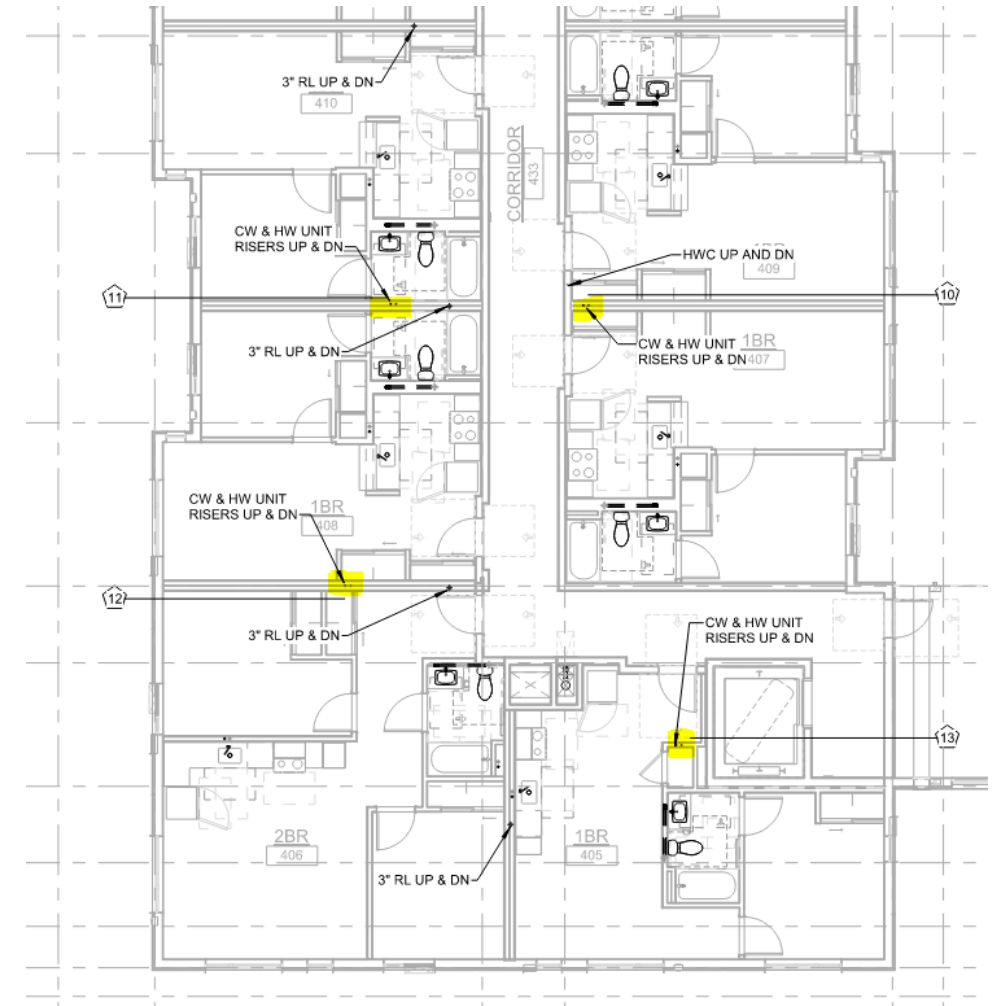 3" RL UP & DN
410
CORRIDOR
433
CW & HW UNIT
RISERS UP & DN
HWC UP AND DN
1BR
409
11
10
3" RL UP & DN
CW & HW UNIT
RISERS UP & DN
1BR
407
CW & HW UNIT
RISERS UP & DN
1BR
408
12
3" RL UP & DN
CW & HW UNIT
RISERS UP & DN
13
2BR
406
1BR
405
3" RL UP & DN